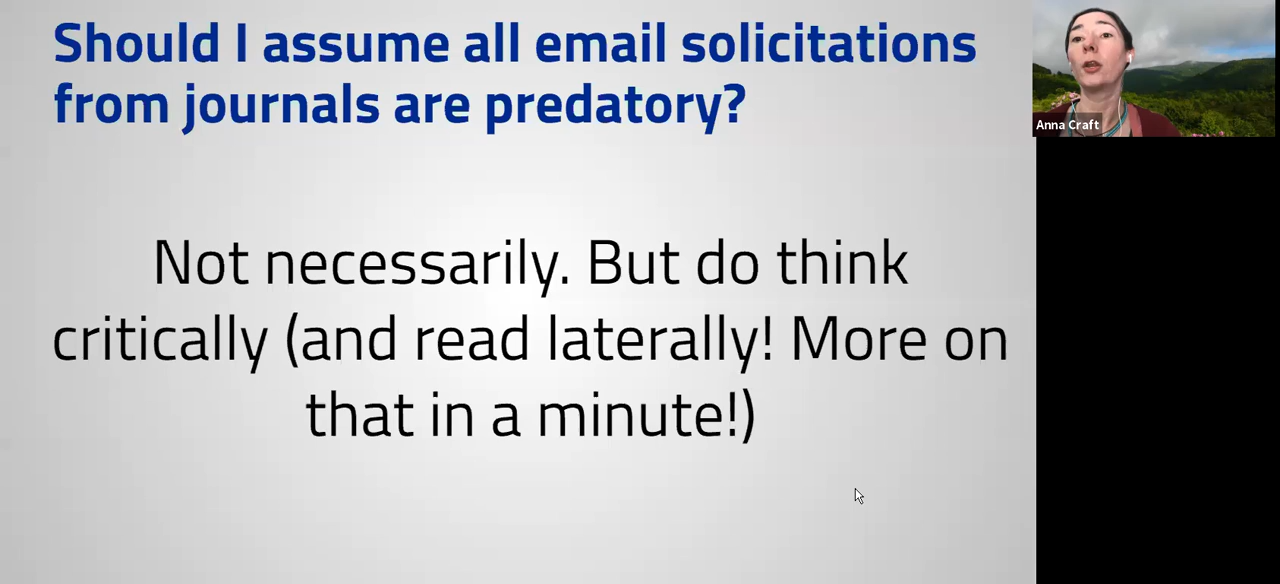 Should I assume all email solicitations
from journals are predatory?
Not necessarily. But do think
critically (and read laterally! More on
that in a minute!)
Anna Craft